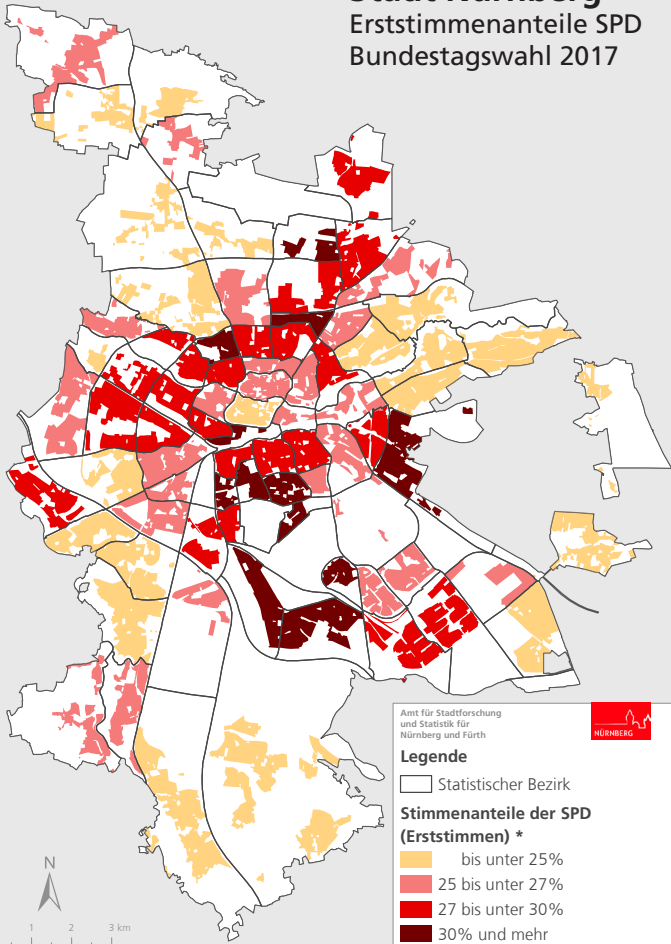 Stadt Nürnberg
Erststimmenanteile SPD
Bundestagswahl 2017
Amt für Stadtforschung
und Statistik für
Nürnberg und Fürth
NÜRNBERG
Legende
Statistischer Bezirk
Stimmenanteile der SPD
(Erststimmen) *
bis unter 25%
25 bis unter 27%
27 bis unter 30%
30% und mehr
N
1 2 3 km